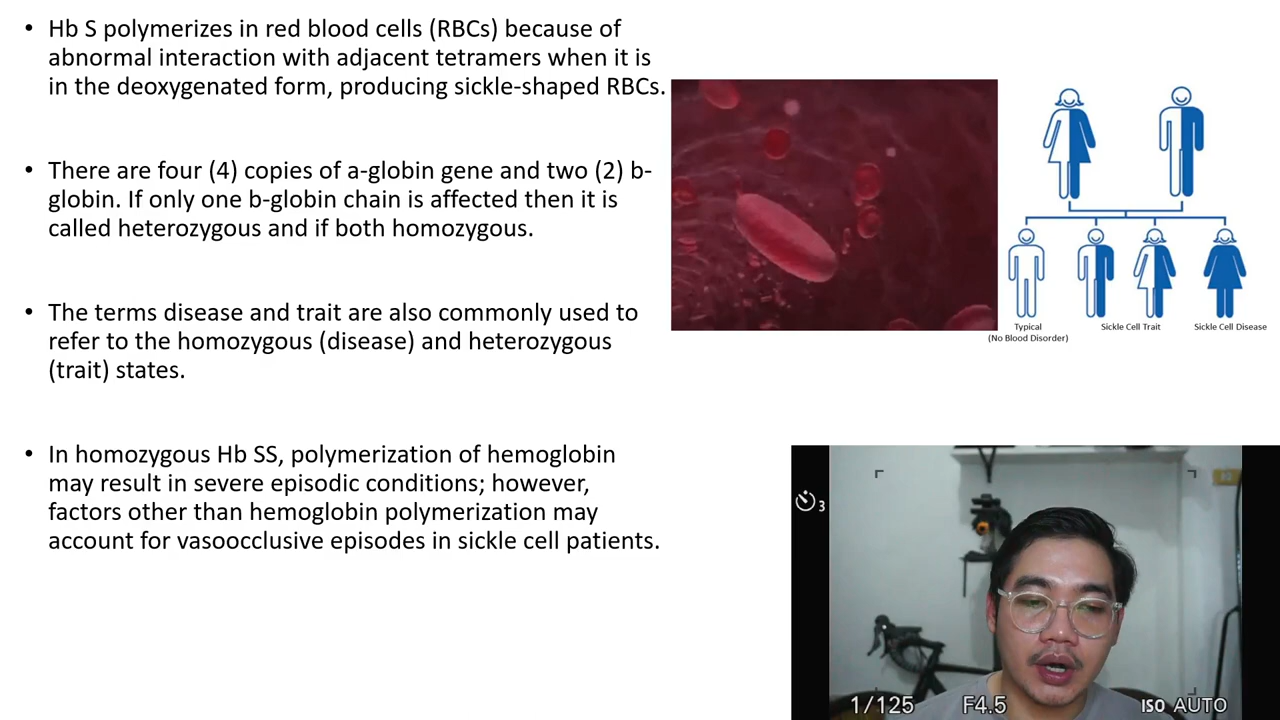 • Hb S polymerizes in red blood cells (RBCs) because of
abnormal interaction with adjacent tetramers when it is
in the deoxygenated form, producing sickle-shaped RBCs.
• There are four (4) copies of a-globin gene and two (2) b-
globin. If only one b-globin chain is affected then it is
called heterozygous and if both homozygous.
• The terms disease and trait are also commonly used to
refer to the homozygous (disease) and heterozygous
(trait) states.
• In homozygous Hb SS, polymerization of hemoglobin
may result in severe episodic conditions; however,
factors other than hemoglobin polymerization may
account for vasoocclusive episodes in sickle cell patients.
Typical
(No Blood Disorder)
Sickle Cell Trait
Sickle Cell Disease
3
1/125 F4.5 ISO AUTO